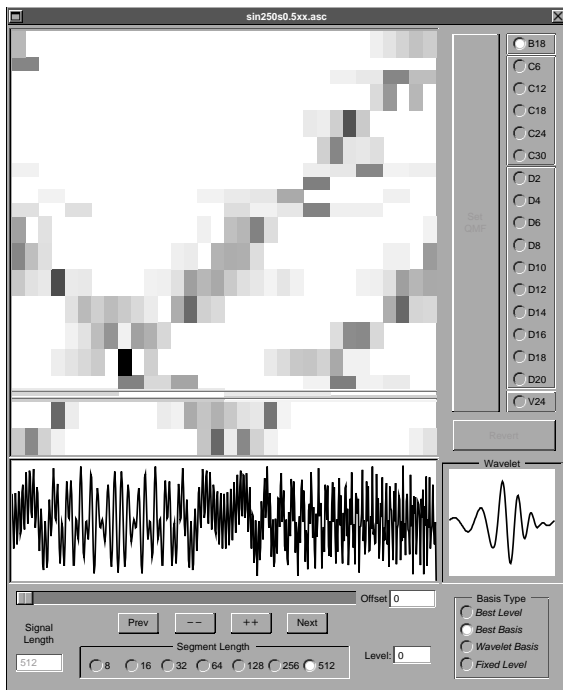 sin250s0.5xx.asc
B18
C6
C12
C18
C24
C30
D2
D4
D6
D8
D10
D12
D14
D16
D18
D20
V24
Set
QMF
Revert
Wavelet
Offset 0
Signal
Length
512
Prev
--
++
Next
Segment Length
8 16 32 64 128 256 512
Level: 0
Basis Type
Best Level
Best Basis
Wavelet Basis
Fixed Level